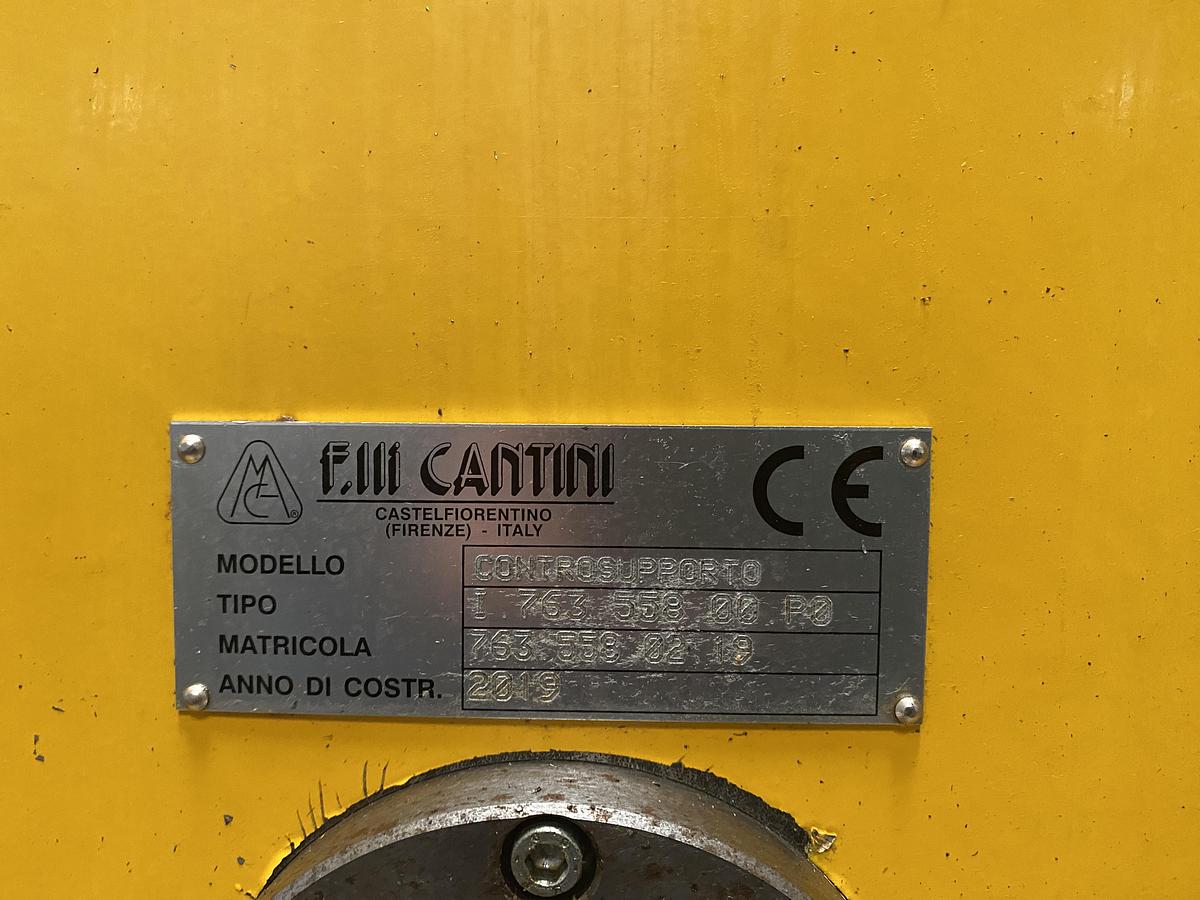 MAC®
F.lli CANTINI
CASTELFIORENTINO
(FIRENZE) - ITALY
CE
MODELLO CONTROSUPPORTO
TIPO I 763 558 00 P0
MATRICOLA 763 558 02 19
ANNO DI COSTR. 2019